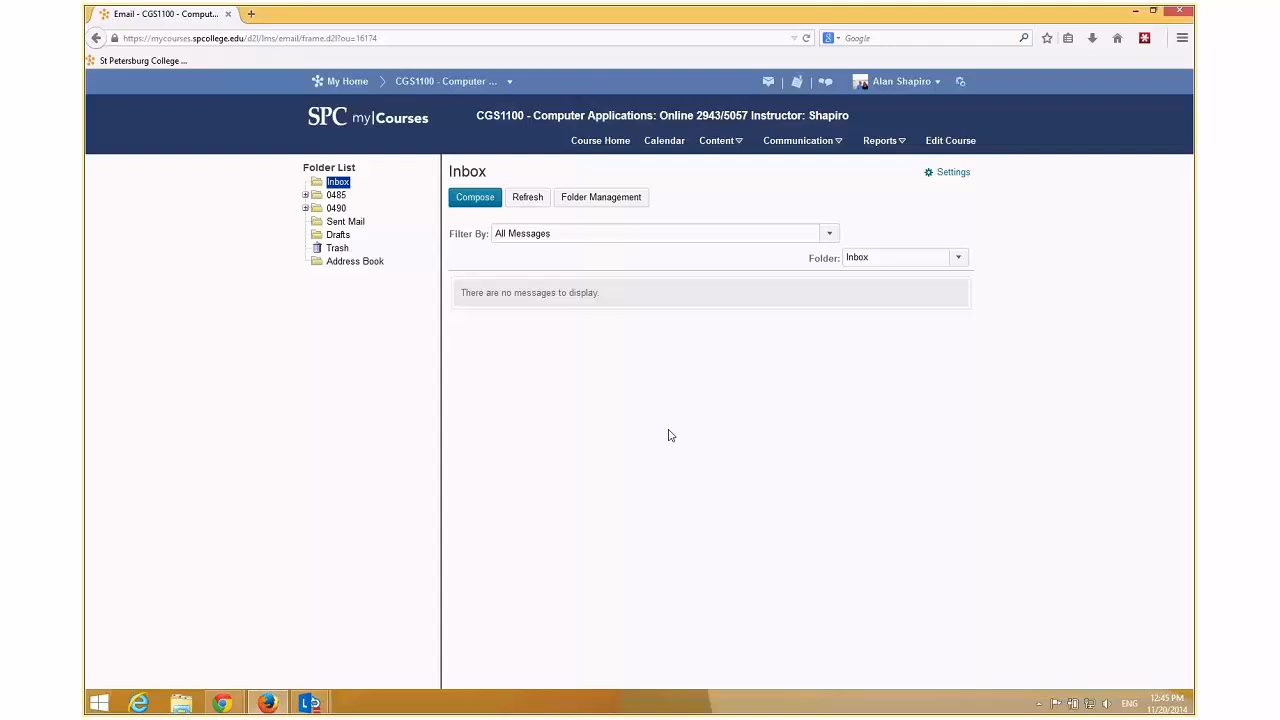 Email - CGS1100 - Comput...
https://mycourses.spcollege.edu/d2l/lms/email/frame.d2l?ou=16174
Google
St Petersburg College ...
My Home
CGS1100 - Computer ...
Alan Shapiro
SPC my|Courses
CGS1100 - Computer Applications: Online 2943/5057 Instructor: Shapiro
Course Home Calendar Content Communication Reports Edit Course
Folder List
Inbox
0485
0490
Sent Mail
Drafts
Trash
Address Book
Inbox
Settings
Compose Refresh Folder Management
Filter By: All Messages
Folder: Inbox
There are no messages to display.
ENG
12:45 PM
11/20/2014